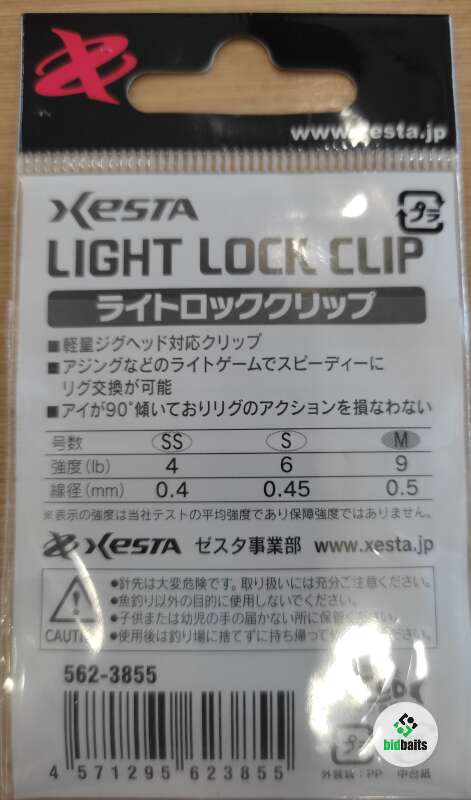 www.xesta.jp
XESTA
プラ
LIGHT LOCK CLIP
ライトロッククリップ
■軽量ジグヘッド対応クリップ
■アジングなどのライトゲームでスピーディーに
リグ交換が可能
■アイが90°傾いておりリグのアクションを損なわない
号数 SS S M
強度(lb) 4 6 9
線径(mm) 0.4 0.45 0.5
※表示の強度は当社テストの平均強度であり保障強度ではありません。
XESTA ゼスタ事業部 www.xesta.jp
●針先は大変危険です。取り扱いには充分ご注意ください。
●魚釣り以外の目的に使用しないでください。
●子供または幼児の手の届かない所に保管ください。
CAUTION
●使用後は釣り場に捨てずに持ち帰って
562-3855
4 571295 623855
プラ
外装袋：PP 中台紙
bidbaits